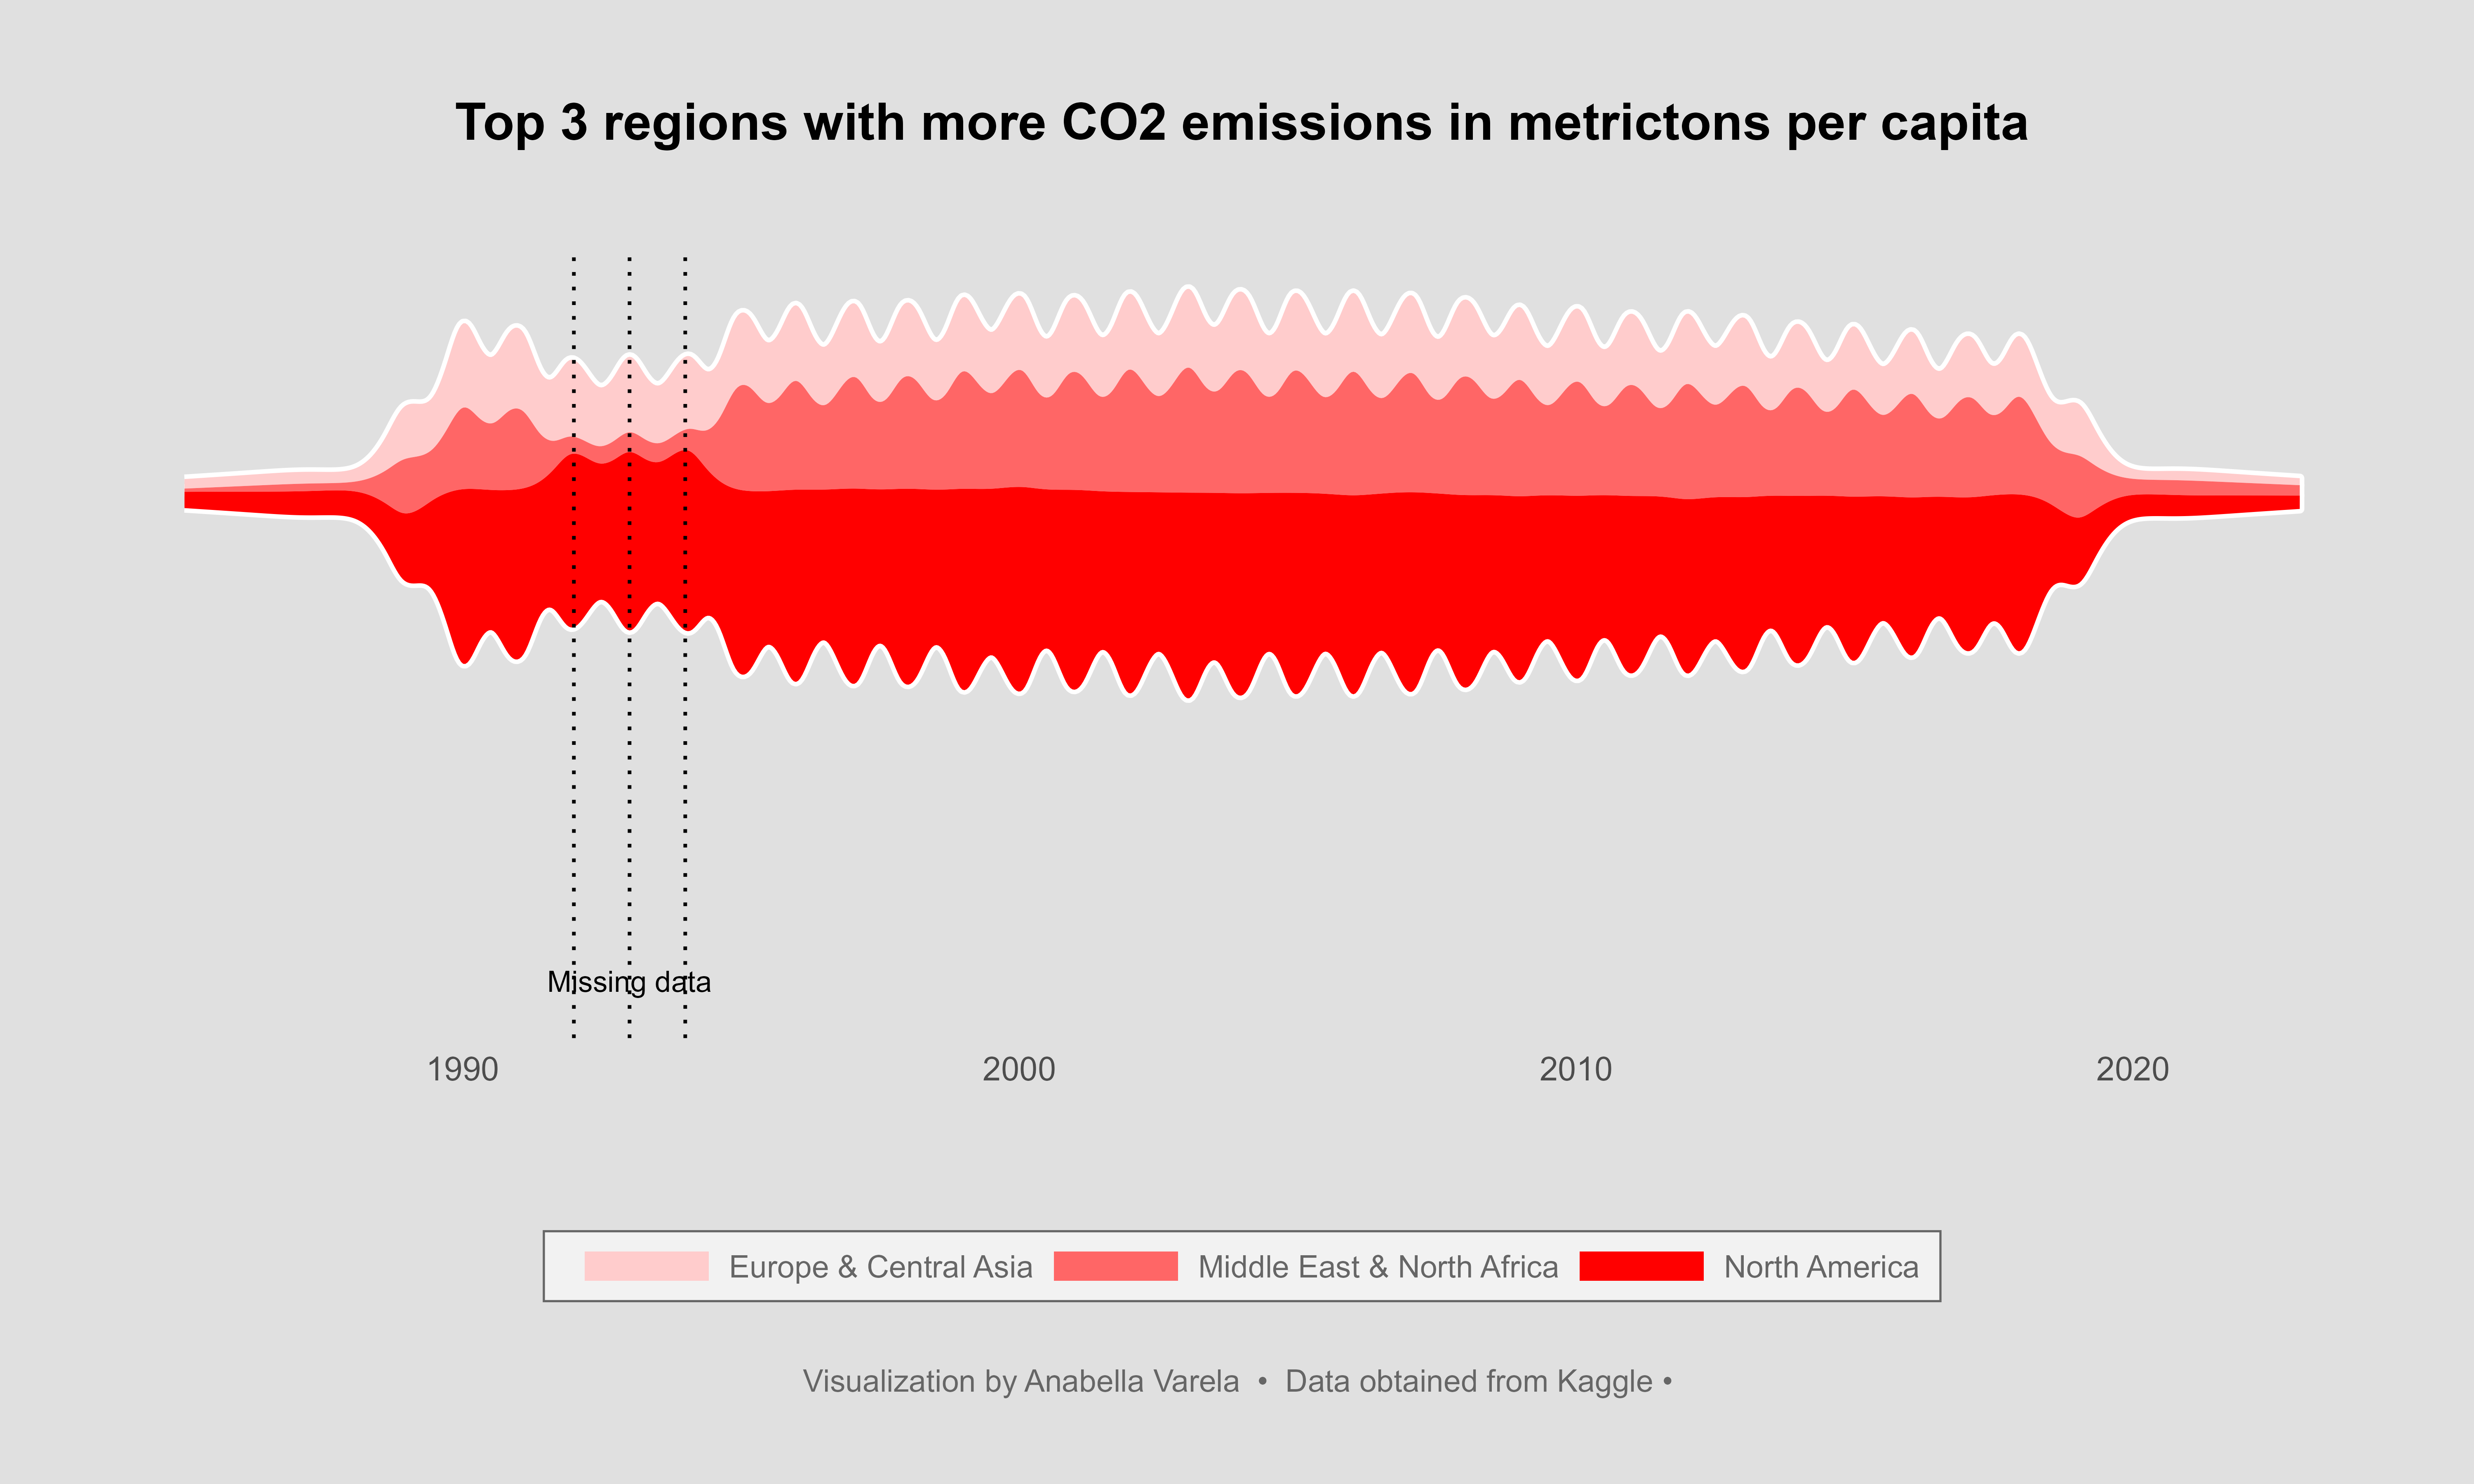 Top 3 regions with more CO2 emissions in metrictons per capita
Missing data
1990 2000 2010 2020
Europe & Central Asia Middle East & North Africa North America
Visualization by Anabella Varela • Data obtained from Kaggle •